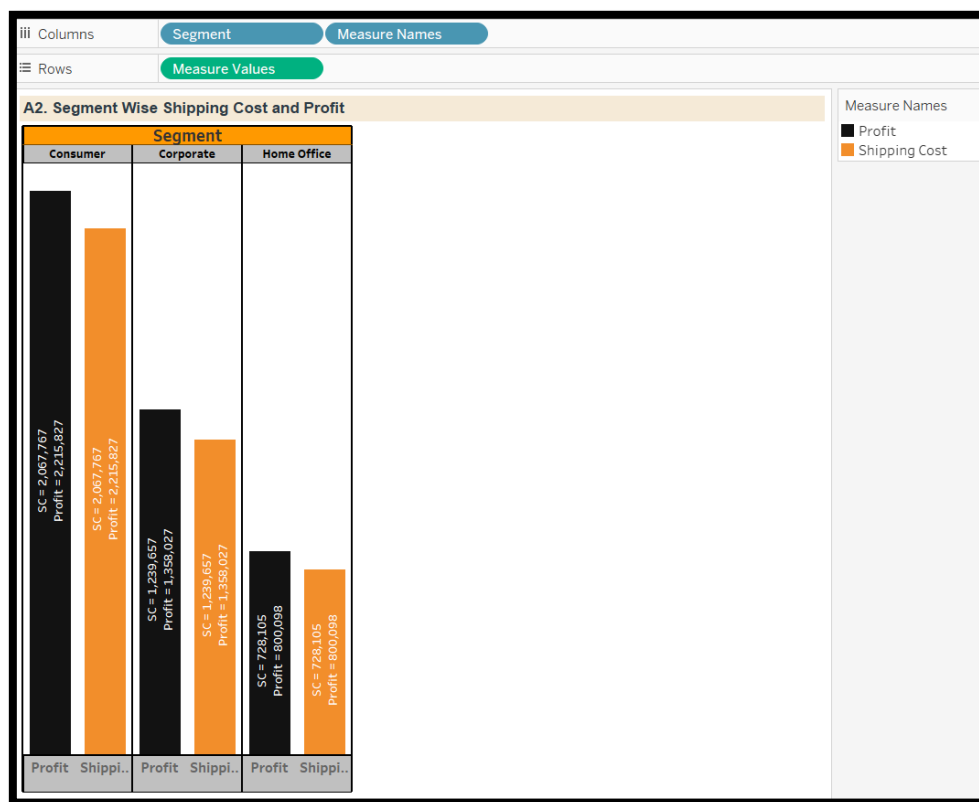 iii Columns
Segment
Measure Names
Rows
Measure Values
A2. Segment Wise Shipping Cost and Profit
Measure Names
Profit
Shipping Cost
Segment
Consumer
Corporate
Home Office
SC = 2,067,767
Profit = 2,215,827
SC = 2,067,767
Profit = 2,215,827
SC = 1,239,657
Profit = 1,358,027
SC = 1,239,657
Profit = 1,358,027
SC = 728,105
Profit = 800,098
SC = 728,105
Profit = 800,098
Profit Shippi.. Profit Shippi.. Profit Shippi..